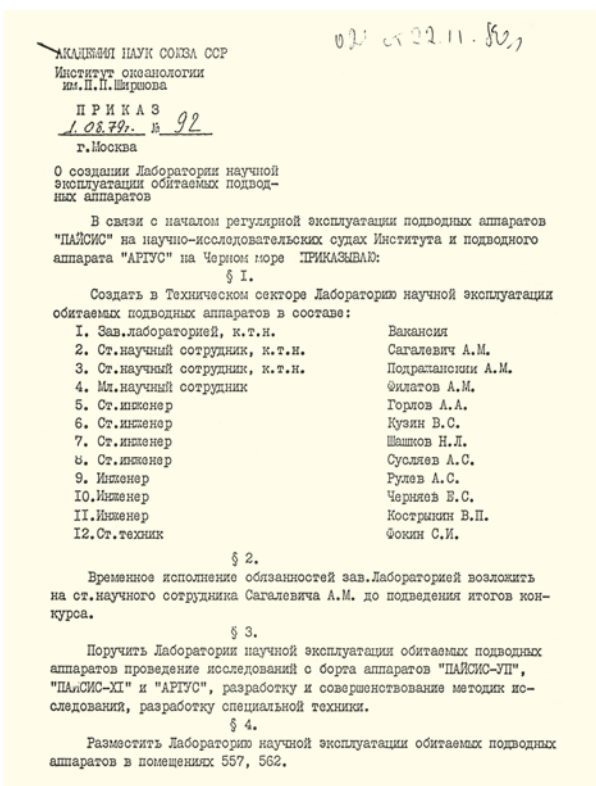 от 22.11.
АКАДЕМИЯ НАУК СОЮЗА ССР
Институт океанологии
им.П.П.Ширшова
П Р И К А З
1.08.79г. № 92
г.Москва
О создании Лаборатории научной
эксплуатации обитаемых подвод-
ных аппаратов
В связи с началом регулярной эксплуатации подводных аппаратов
"ПАЙСИС" на научно-исследовательских судах Института и подводного
аппарата "АРГУС" на Черном море ПРИКАЗЫВАЮ:
§ I.
Создать в Техническом секторе Лабораторию научной эксплуатации
обитаемых подводных аппаратов в составе:
I. Зав.лабораторией, к.т.н. Вакансия
2. Ст.научный сотрудник, к.т.н. Сагалевич А.М.
3. Ст.научный сотрудник, к.т.н. Подражанский А.М.
4. Мл.научный сотрудник Филатов А.М.
5. Ст.инженер Горлов А.А.
6. Ст.инженер Кузин В.С.
7. Ст.инженер Шашков Н.Л.
8. Ст.инженер Сусляев А.С.
9. Инженер Рулев А.С.
IO.Инженер Черняев Е.С.
II.Инженер Кострыкин В.П.
I2.Ст.техник Фокин С.И.
§ 2.
Временное исполнение обязанностей зав.Лабораторией возложить
на ст.научного сотрудника Сагалевича А.М. до подведения итогов кон-
курса.
§ 3.
Поручить Лаборатории научной эксплуатации обитаемых подводных
аппаратов проведение исследований с борта аппаратов "ПАЙСИС-УП",
"ПАЙСИС-XI" и "АРГУС", разработку и совершенствование методик ис-
следований, разработку специальной техники.
§ 4.
Разместить Лабораторию научной эксплуатации обитаемых подводных
аппаратов в помещениях 557, 562.